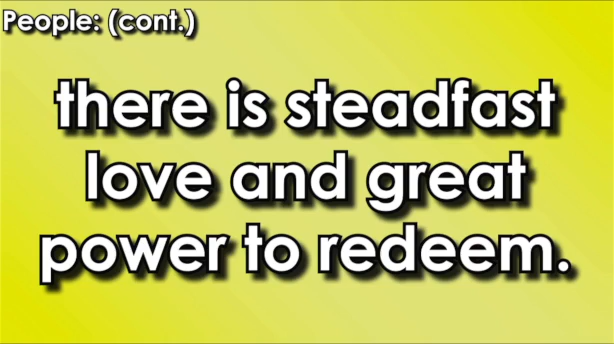 People: (cont.)
there is steadfast
love and great
power to redeem.